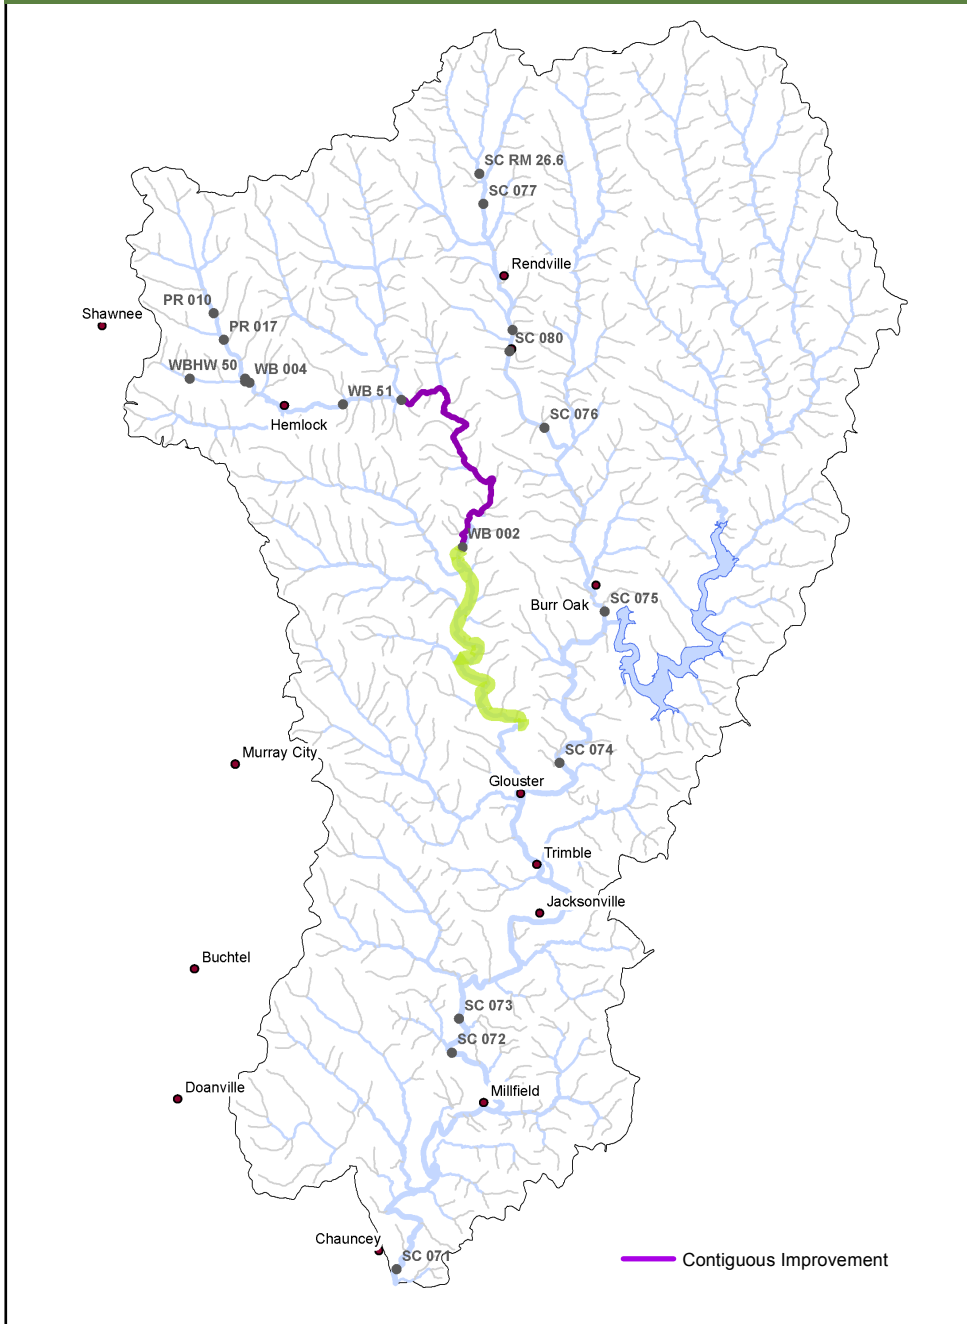 SC RM 26.6
SC 077
Rendville
PR 010
Shawnee
PR 017
SC 080
WBHW 50
WB 004
WB 51
Hemlock
SC 076
WB 002
Burr Oak
SC 075
Murray City
SC 074
Glouster
Trimble
Jacksonville
Buchtel
SC 073
SC 072
Doanville
Millfield
Chauncey
SC 071
Contiguous Improvement